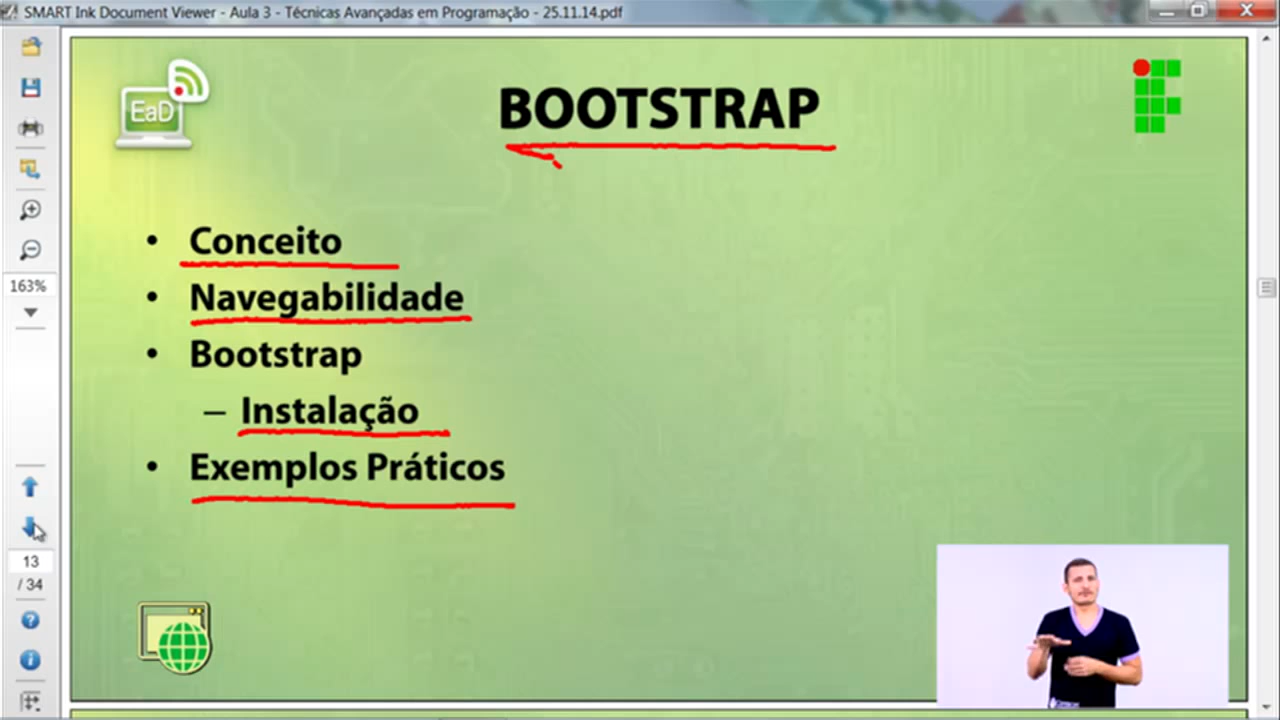 SMART Ink Document Viewer - Aula 3 - Técnicas Avançadas em Programação - 25.11.14.pdf
EaD
BOOTSTRAP
• Conceito
• Navegabilidade
• Bootstrap
– Instalação
• Exemplos Práticos
163%
13
/ 34